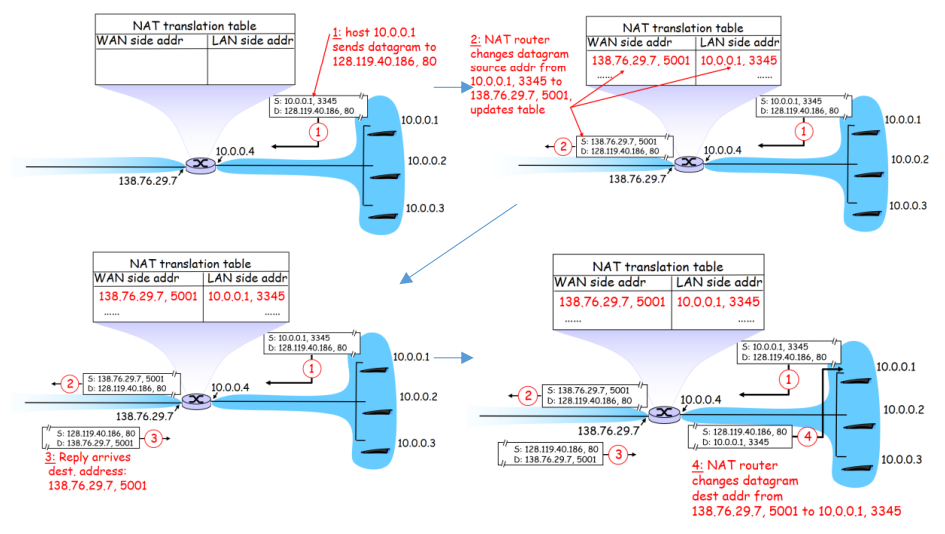 NAT translation table
WAN side addr LAN side addr
1: host 10.0.0.1
sends datagram to
128.119.40.186, 80
S: 10.0.0.1, 3345
D: 128.119.40.186, 80
1
10.0.0.1
10.0.0.4
10.0.0.2
138.76.29.7
10.0.0.3
2: NAT router
changes datagram
source addr from
10.0.0.1, 3345 to
138.76.29.7, 5001,
updates table
NAT translation table
WAN side addr LAN side addr
138.76.29.7, 5001 10.0.0.1, 3345
...... ......
S: 10.0.0.1, 3345
D: 128.119.40.186, 80
1
10.0.0.1
2
S: 138.76.29.7, 5001
D: 128.119.40.186, 80
10.0.0.4
10.0.0.2
138.76.29.7
10.0.0.3
NAT translation table
WAN side addr LAN side addr
138.76.29.7, 5001 10.0.0.1, 3345
...... ......
S: 10.0.0.1, 3345
D: 128.119.40.186, 80
1
10.0.0.1
2
S: 138.76.29.7, 5001
D: 128.119.40.186, 80
10.0.0.4
10.0.0.2
138.76.29.7
S: 128.119.40.186, 80
D: 138.76.29.7, 5001
3
10.0.0.3
3: Reply arrives
dest. address:
138.76.29.7, 5001
NAT translation table
WAN side addr LAN side addr
138.76.29.7, 5001 10.0.0.1, 3345
...... ......
S: 10.0.0.1, 3345
D: 128.119.40.186, 80
1
10.0.0.1
2
S: 138.76.29.7, 5001
D: 128.119.40.186, 80
10.0.0.4
10.0.0.2
138.76.29.7
S: 128.119.40.186, 80
D: 10.0.0.1, 3345
4
S: 128.119.40.186, 80
D: 138.76.29.7, 5001
3
10.0.0.3
4: NAT router
changes datagram
dest addr from
138.76.29.7, 5001 to 10.0.0.1, 3345